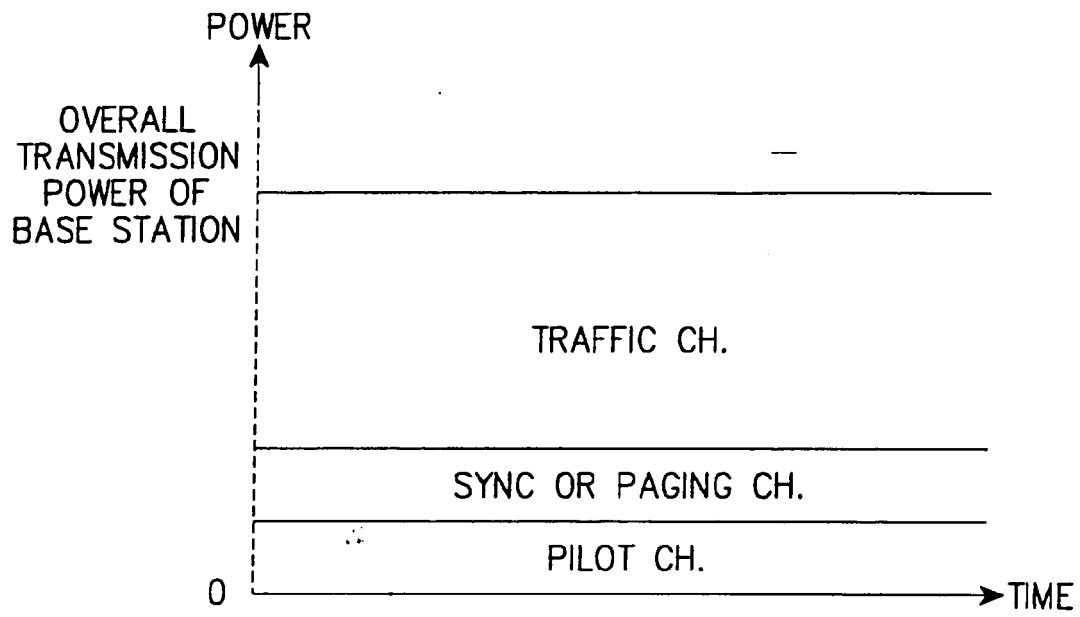 POWER
OVERALL
TRANSMISSION
POWER OF
BASE STATION
TRAFFIC CH.
SYNC OR PAGING CH.
PILOT CH.
0
TIME